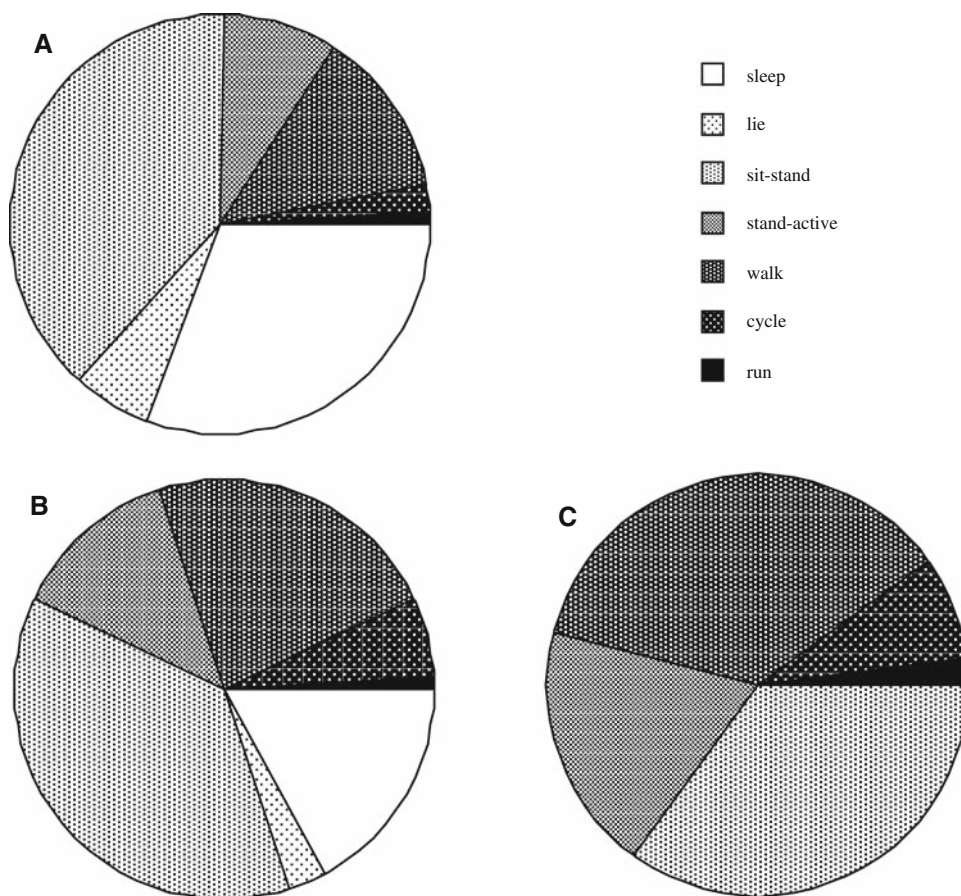 A
sleep
lie
sit-stand
stand-active
walk
cycle
run
B
C